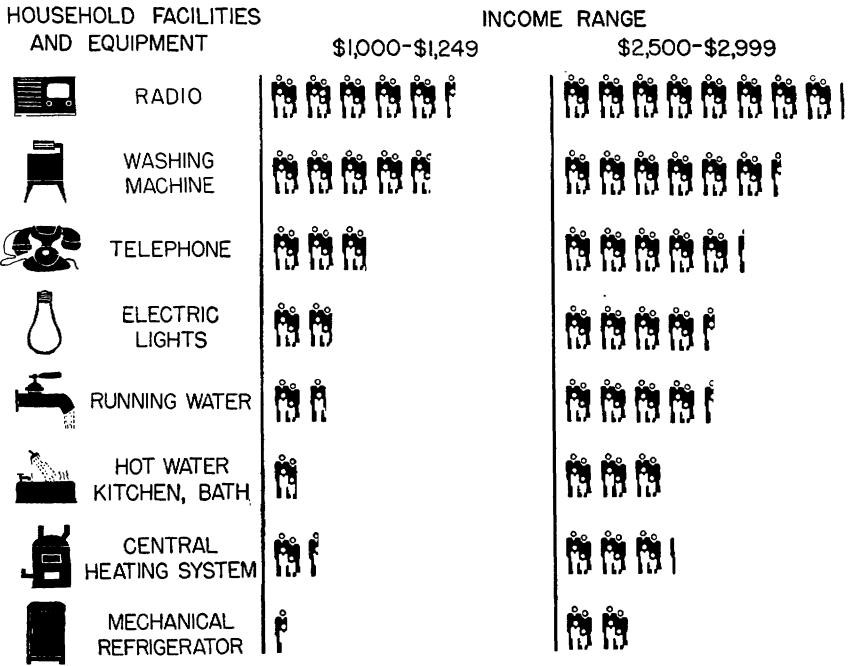 HOUSEHOLD FACILITIES
AND EQUIPMENT
INCOME RANGE
$1,000-$1,249
$2,500-$2,999
RADIO
WASHING
MACHINE
TELEPHONE
ELECTRIC
LIGHTS
RUNNING WATER
HOT WATER
KITCHEN, BATH
CENTRAL
HEATING SYSTEM
MECHANICAL
REFRIGERATOR